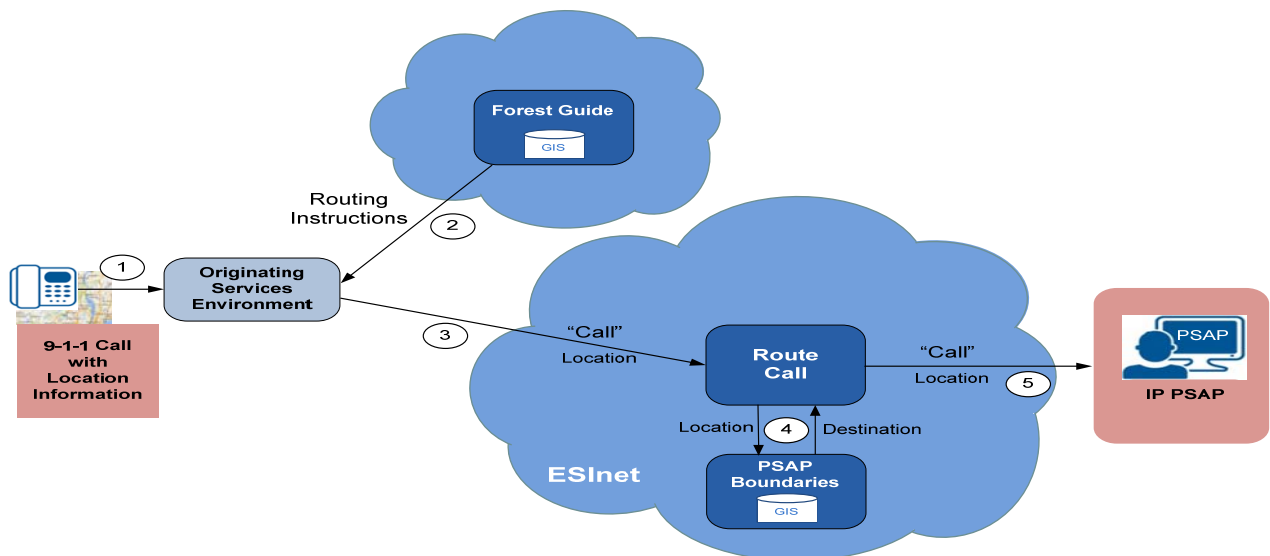 Forest Guide
GIS
Routing
Instructions
2
1
Originating
Services
Environment
9-1-1 Call
with
Location
Information
3
“Call”
Location
Route
Call
“Call”
Location
5
PSAP
IP PSAP
Location
4
Destination
ESInet
PSAP
Boundaries
GIS